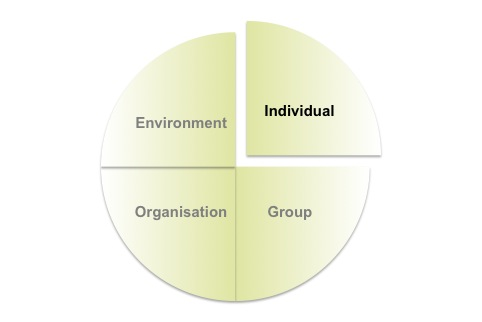 Environment
Individual
Organisation
Group